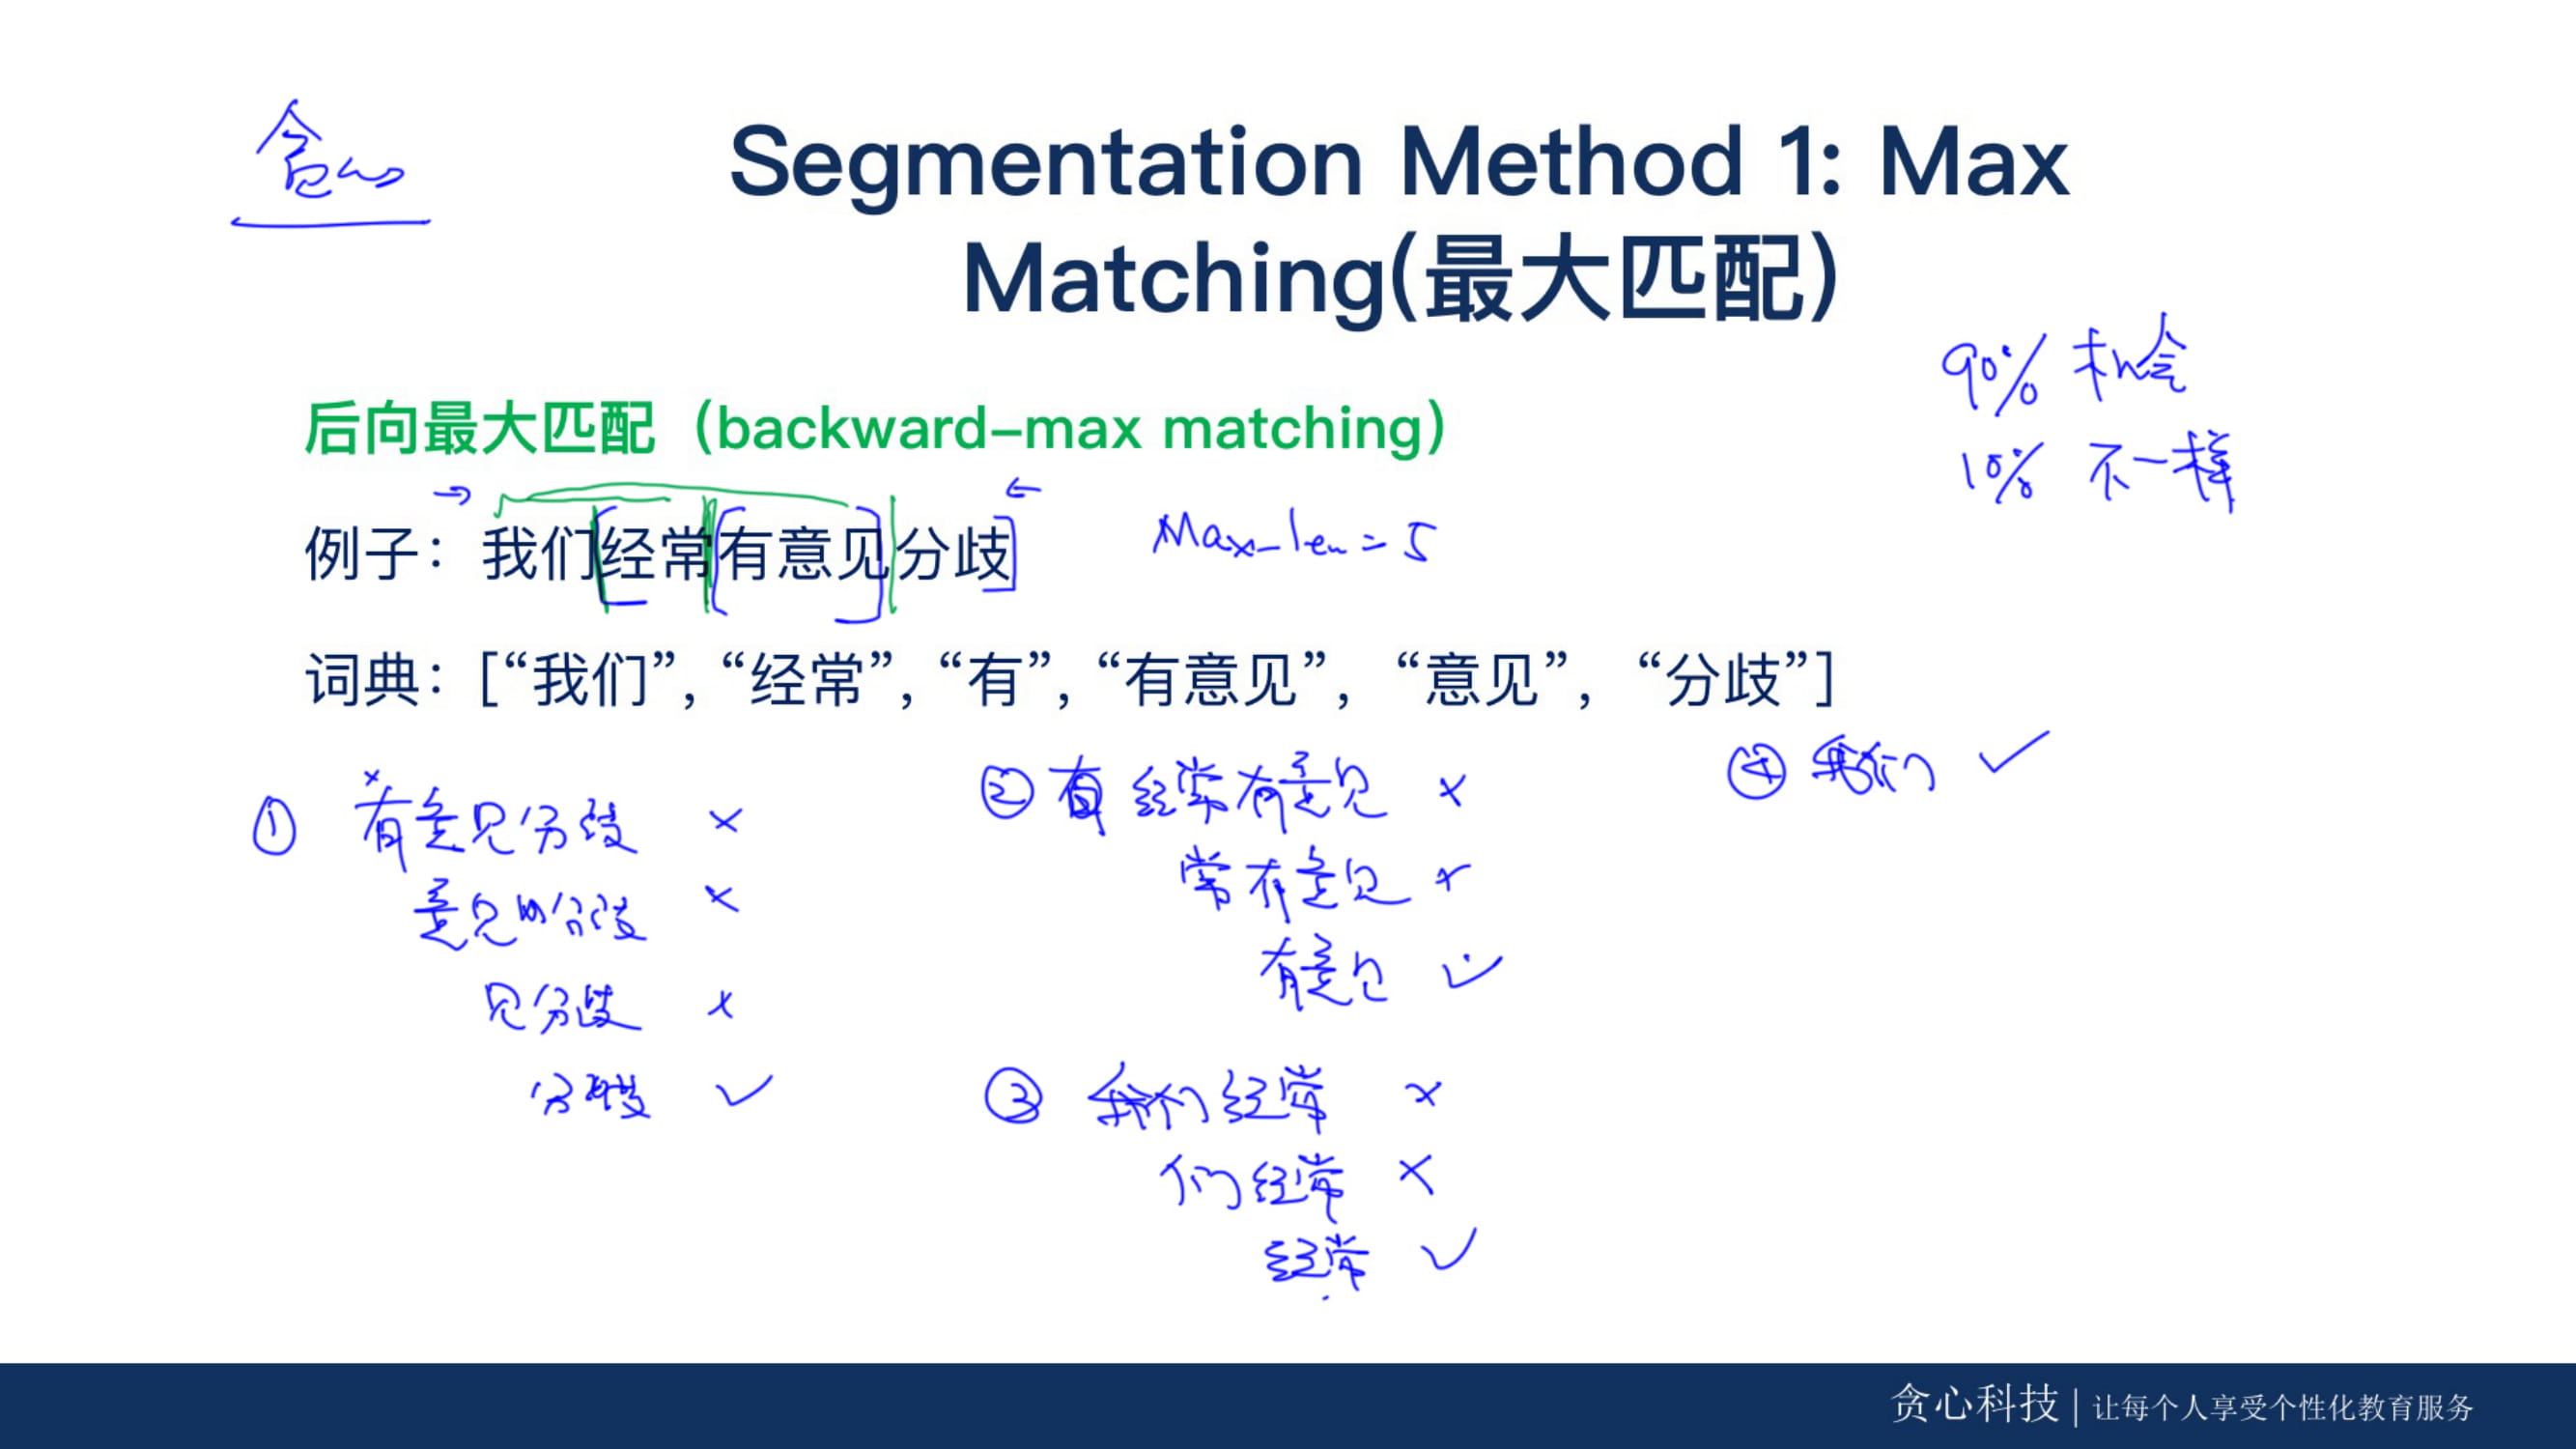 贪心
Segmentation Method 1: Max
Matching(最大匹配)
90% 机会
10% 不一样
后向最大匹配（backward-max matching）
→ ←
例子：我们经常有意见分歧
Max-len = 5
词典：[“我们”, “经常”, “有”, “有意见”, “意见”, “分歧”]
① 有意见分歧 ×
意见分歧 ×
见分歧 ×
分歧 ✓
② 经常有意见 ×
常有意见 ×
有意见 ✓
③ 我们经常 ×
们经常 ×
经常 ✓
④ 我们 ✓
贪心科技 | 让每个人享受个性化教育服务